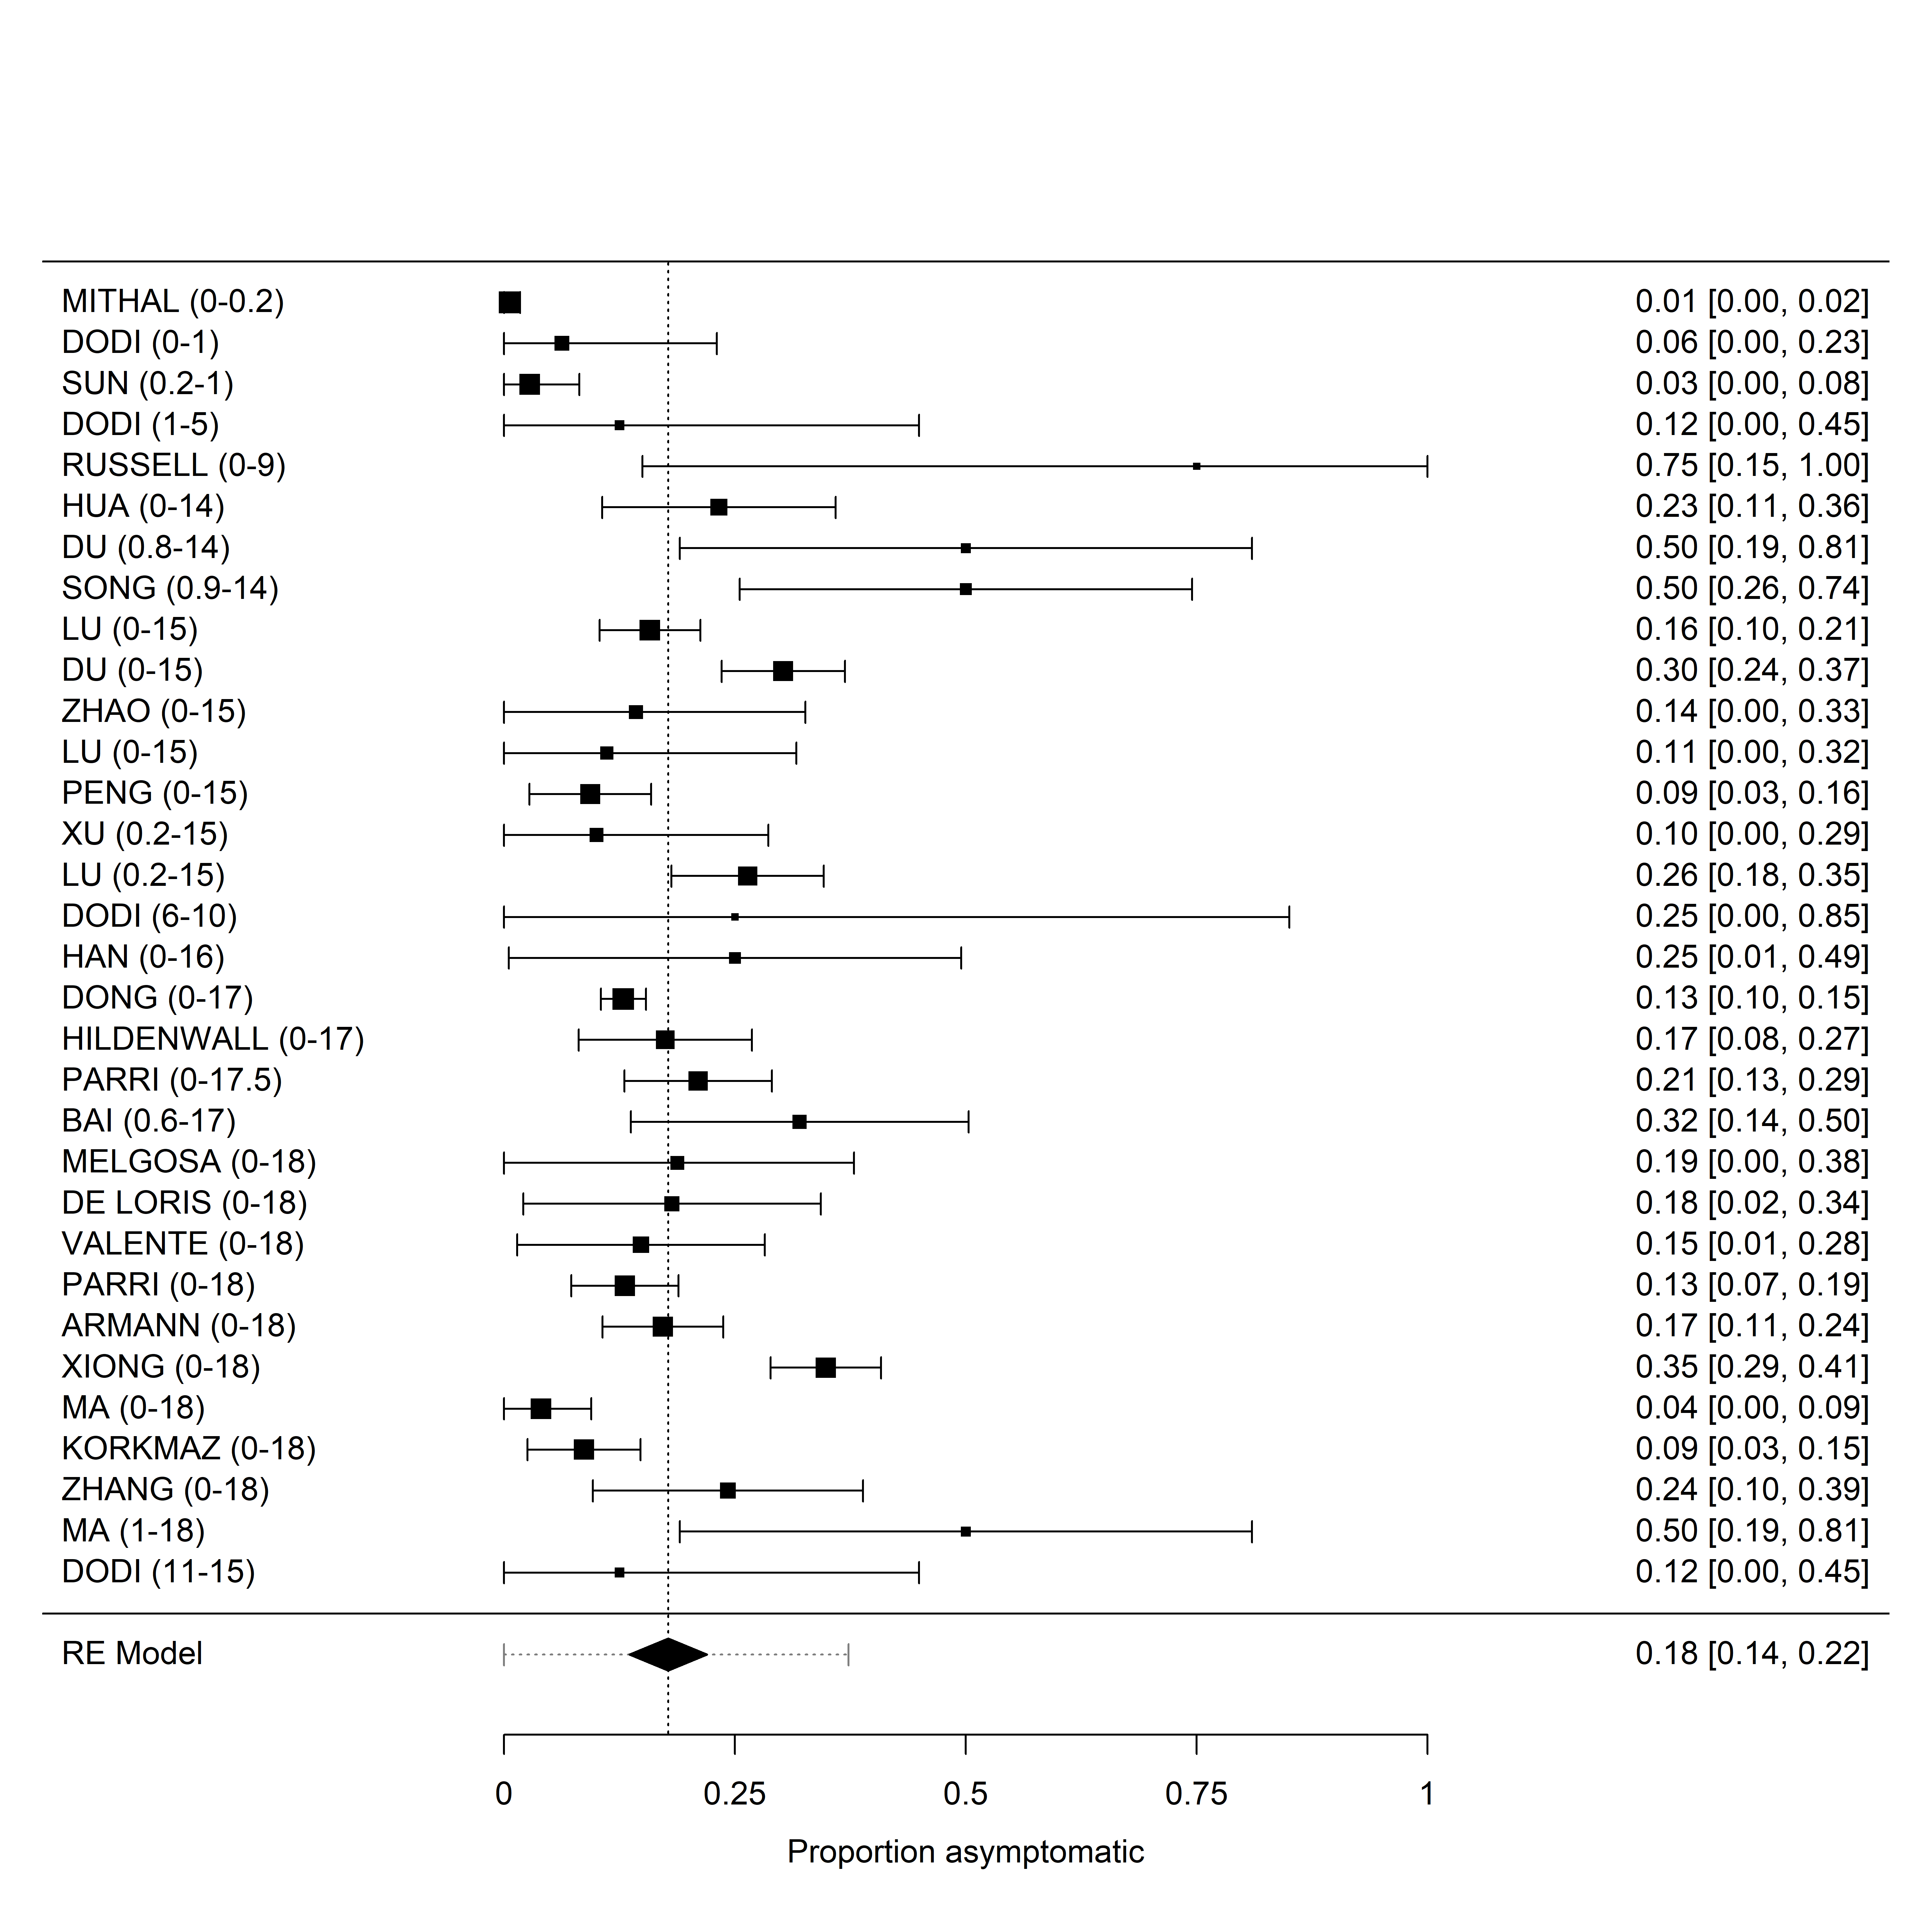 MITHAL (0-0.2) 0.01 [0.00, 0.02]
DODI (0-1) 0.06 [0.00, 0.23]
SUN (0.2-1) 0.03 [0.00, 0.08]
DODI (1-5) 0.12 [0.00, 0.45]
RUSSELL (0-9) 0.75 [0.15, 1.00]
HUA (0-14) 0.23 [0.11, 0.36]
DU (0.8-14) 0.50 [0.19, 0.81]
SONG (0.9-14) 0.50 [0.26, 0.74]
LU (0-15) 0.16 [0.10, 0.21]
DU (0-15) 0.30 [0.24, 0.37]
ZHAO (0-15) 0.14 [0.00, 0.33]
LU (0-15) 0.11 [0.00, 0.32]
PENG (0-15) 0.09 [0.03, 0.16]
XU (0.2-15) 0.10 [0.00, 0.29]
LU (0.2-15) 0.26 [0.18, 0.35]
DODI (6-10) 0.25 [0.00, 0.85]
HAN (0-16) 0.25 [0.01, 0.49]
DONG (0-17) 0.13 [0.10, 0.15]
HILDENWALL (0-17) 0.17 [0.08, 0.27]
PARRI (0-17.5) 0.21 [0.13, 0.29]
BAI (0.6-17) 0.32 [0.14, 0.50]
MELGOSA (0-18) 0.19 [0.00, 0.38]
DE LORIS (0-18) 0.18 [0.02, 0.34]
VALENTE (0-18) 0.15 [0.01, 0.28]
PARRI (0-18) 0.13 [0.07, 0.19]
ARMANN (0-18) 0.17 [0.11, 0.24]
XIONG (0-18) 0.35 [0.29, 0.41]
MA (0-18) 0.04 [0.00, 0.09]
KORKMAZ (0-18) 0.09 [0.03, 0.15]
ZHANG (0-18) 0.24 [0.10, 0.39]
MA (1-18) 0.50 [0.19, 0.81]
DODI (11-15) 0.12 [0.00, 0.45]
RE Model 0.18 [0.14, 0.22]
0 0.25 0.5 0.75 1
Proportion asymptomatic